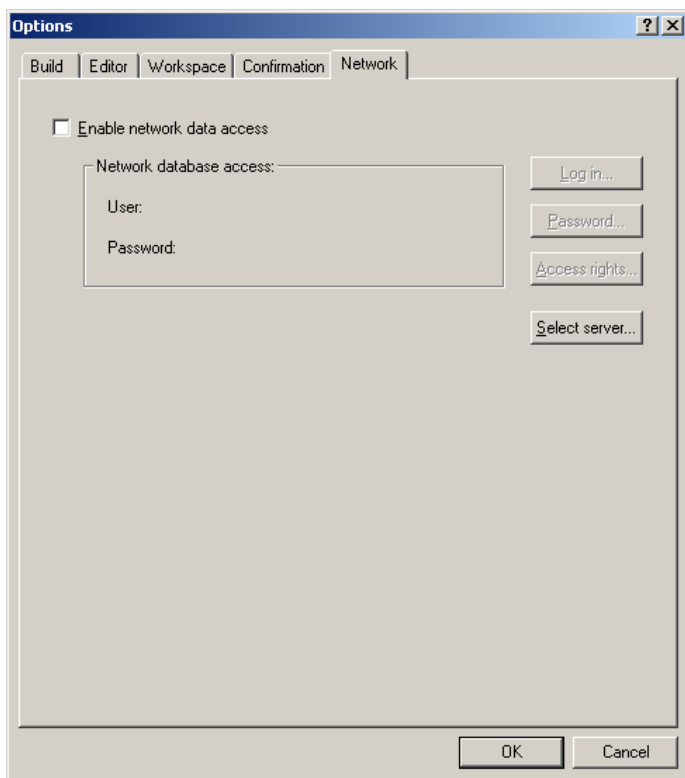 Options
Build Editor Workspace Confirmation Network
Enable network data access
Network database access:
Log in...
User:
Password...
Password:
Access rights...
Select server...
OK Cancel